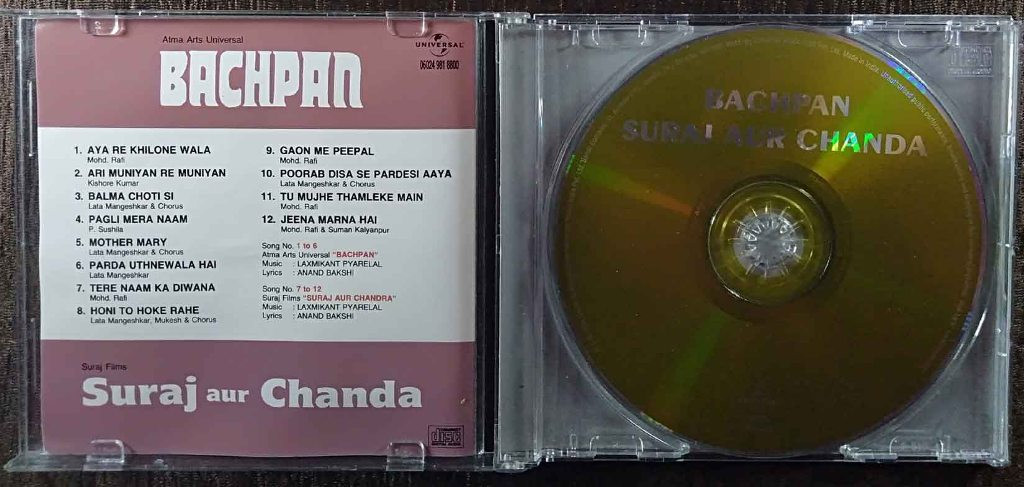 Atma Arts Universal
BACHPAN
UNIVERSAL
06024 981 8800
1. AYA RE KHILONE WALA
Mohd. Rafi
2. ARI MUNIYAN RE MUNIYAN
Kishore Kumar
3. BALMA CHOTI SI
Lata Mangeshkar & Chorus
4. PAGLI MERA NAAM
P. Sushila
5. MOTHER MARY
Lata Mangeshkar & Chorus
6. PARDA UTHNEWALA HAI
Lata Mangeshkar
7. TERE NAAM KA DIWANA
Mohd. Rafi
8. HONI TO HOKE RAHE
Lata Mangeshkar, Mukesh & Chorus
9. GAON ME PEEPAL
Mohd. Rafi
10. POORAB DISA SE PARDESI AAYA
Lata Mangeshkar & Chorus
11. TU MUJHE THAMLEKE MAIN
Mohd. Rafi
12. JEENA MARNA HAI
Mohd. Rafi & Suman Kalyanpur
Song No. 1 to 6
Atma Arts Universal "BACHPAN"
Music : LAXMIKANT PYARELAL
Lyrics : ANAND BAKSHI
Song No. 7 to 12
Suraj Films "SURAJ AUR CHANDRA"
Music : LAXMIKANT PYARELAL
Lyrics : ANAND BAKSHI
Suraj Films
Suraj aur Chanda
COMPACT
disc
DIGITAL AUDIO
BACHPAN
SURAJ AUR CHANDA
Made in India. Unauthorised public